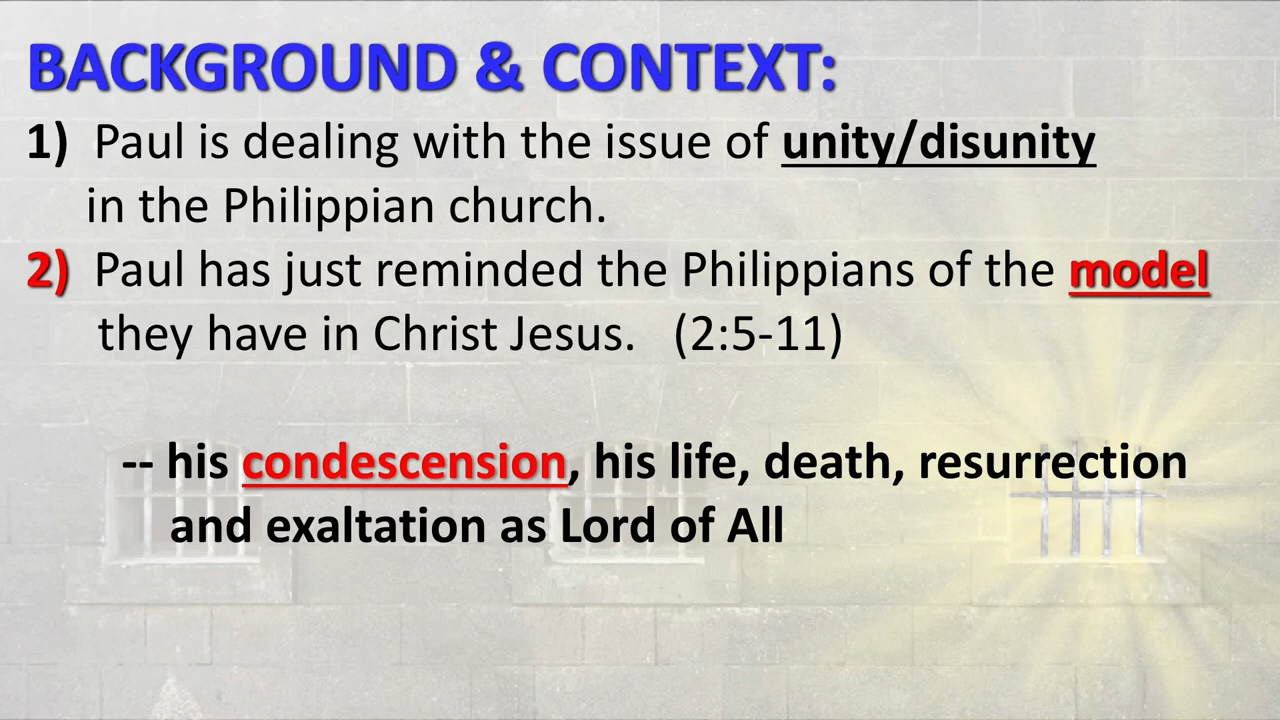 BACKGROUND & CONTEXT:
1) Paul is dealing with the issue of unity/disunity
in the Philippian church.
2) Paul has just reminded the Philippians of the model
they have in Christ Jesus. (2:5-11)
-- his condescension, his life, death, resurrection
and exaltation as Lord of All